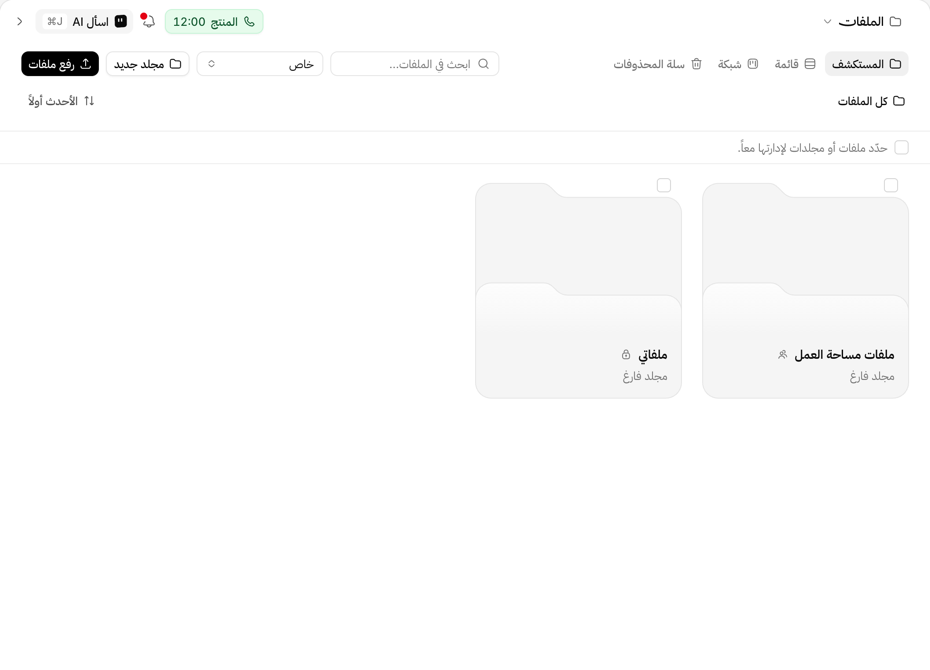 الملفات
المنتج 12:00
اسأل AI ⌘J
المستكشف
قائمة
شبكة
سلة المحذوفات
ابحث في الملفات...
خاص
مجلد جديد
رفع ملفات
كل الملفات
الأحدث أولاً
حدّد ملفات أو مجلدات لإدارتها معاً.
ملفات مساحة العمل
مجلد فارغ
ملفاتي
مجلد فارغ